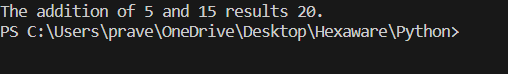 The addition of 5 and 15 results 20.
PS C:\Users\prave\OneDrive\Desktop\Hexaware\Python>